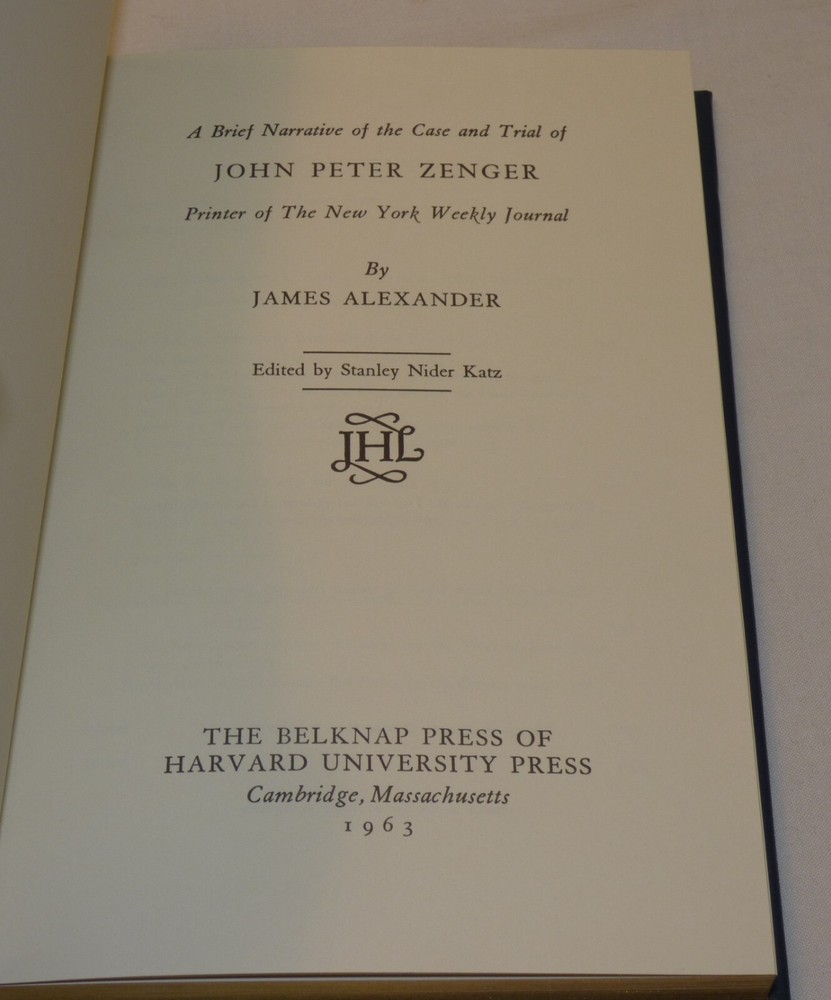 A Brief Narrative of the Case and Trial of
JOHN PETER ZENGER
Printer of The New York Weekly Journal
By
JAMES ALEXANDER
Edited by Stanley Nider Katz
JHL
THE BELKNAP PRESS OF
HARVARD UNIVERSITY PRESS
Cambridge, Massachusetts
1963